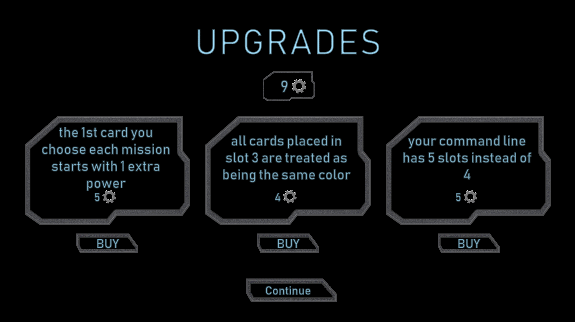 UPGRADES
9
the 1st card you
choose each mission
starts with 1 extra
power
5
BUY
all cards placed in
slot 3 are treated as
being the same color
4
BUY
your command line
has 5 slots instead of
4
5
BUY
Continue